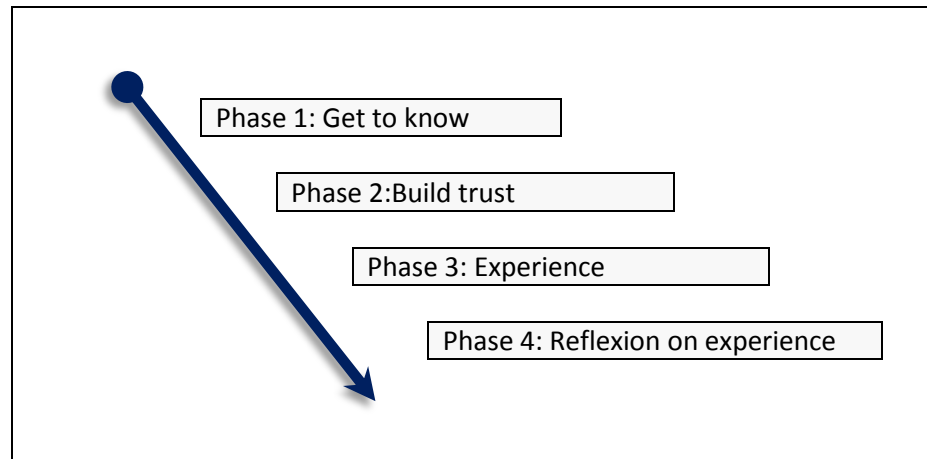 Phase 1: Get to know
Phase 2:Build trust
Phase 3: Experience
Phase 4: Reflexion on experience